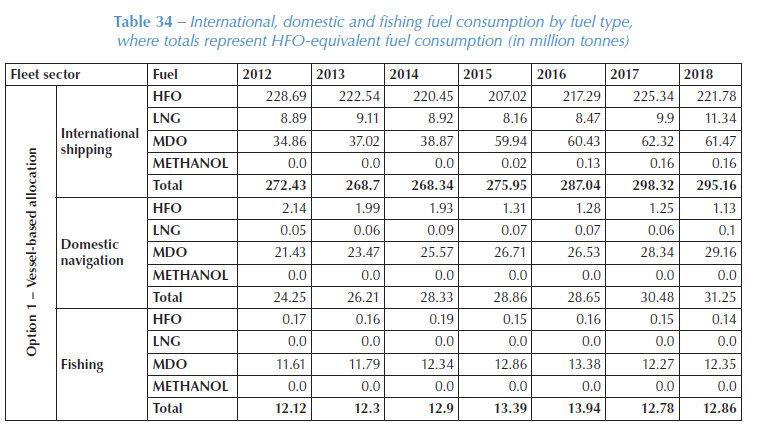 Table 34 – International, domestic and fishing fuel consumption by fuel type,
where totals represent HFO-equivalent fuel consumption (in million tonnes)
Fleet sector Fuel 2012 2013 2014 2015 2016 2017 2018
Option 1 – Vessel-based allocation
International shipping
HFO 228.69 222.54 220.45 207.02 217.29 225.34 221.78
LNG 8.89 9.11 8.92 8.16 8.47 9.9 11.34
MDO 34.86 37.02 38.87 59.94 60.43 62.32 61.47
METHANOL 0.0 0.0 0.0 0.02 0.13 0.16 0.16
Total 272.43 268.7 268.34 275.95 287.04 298.32 295.16
Domestic navigation
HFO 2.14 1.99 1.93 1.31 1.28 1.25 1.13
LNG 0.05 0.06 0.09 0.07 0.07 0.06 0.1
MDO 21.43 23.47 25.57 26.71 26.53 28.34 29.16
METHANOL 0.0 0.0 0.0 0.0 0.0 0.0 0.0
Total 24.25 26.21 28.33 28.86 28.65 30.48 31.25
Fishing
HFO 0.17 0.16 0.19 0.15 0.16 0.15 0.14
LNG 0.0 0.0 0.0 0.0 0.0 0.0 0.0
MDO 11.61 11.79 12.34 12.86 13.38 12.27 12.35
METHANOL 0.0 0.0 0.0 0.0 0.0 0.0 0.0
Total 12.12 12.3 12.9 13.39 13.94 12.78 12.86